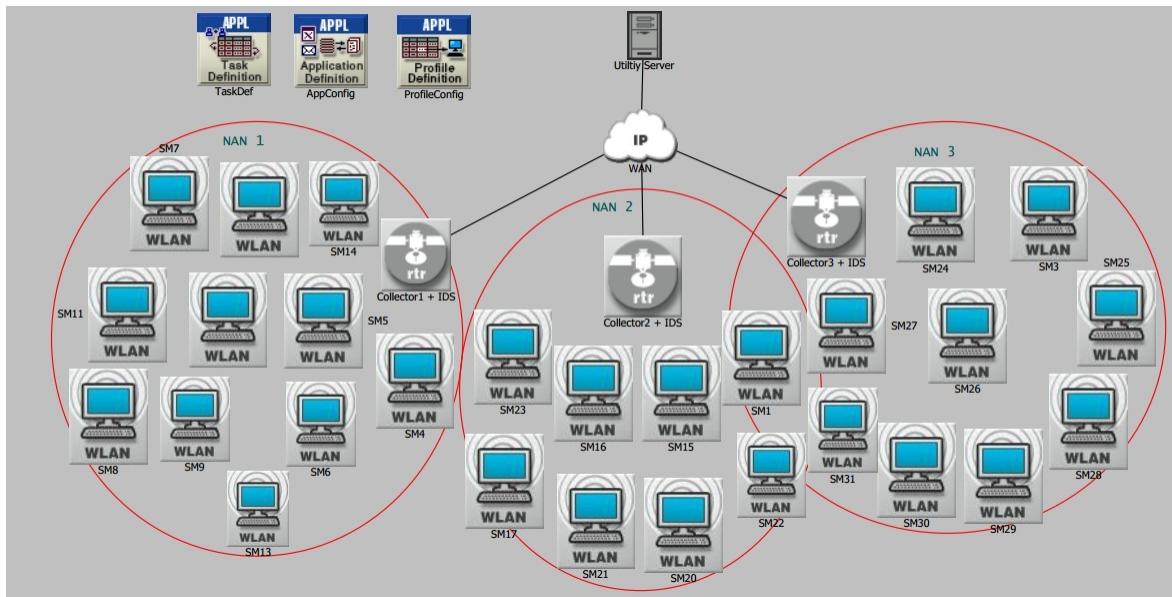 APPL
Task
Definition
TaskDef
APPL
Application
Definition
AppConfig
APPL
Profiile
Definition
ProfileConfig
Utiltiy Server
IP
WAN
NAN 1
SM7
WLAN
WLAN
WLAN
SM14
rtr
Collector1 + IDS
SM11
WLAN
WLAN
WLAN
SM5
WLAN
SM4
WLAN
SM8
WLAN
SM9
WLAN
SM6
WLAN
SM13
NAN 2
rtr
Collector2 + IDS
WLAN
SM23
WLAN
SM16
WLAN
SM15
WLAN
SM1
WLAN
SM17
WLAN
SM21
WLAN
SM20
WLAN
SM22
NAN 3
rtr
Collector3 + IDS
WLAN
SM24
WLAN
SM3
SM25
WLAN
WLAN
SM27
WLAN
SM26
WLAN
SM28
WLAN
SM31
WLAN
SM30
WLAN
SM29